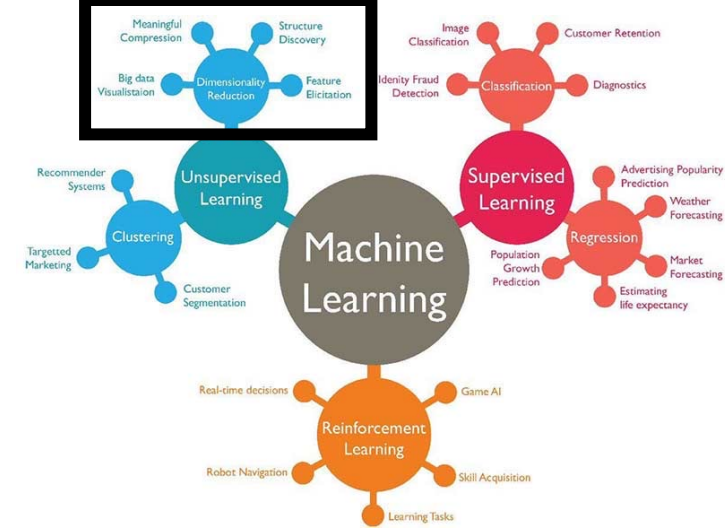 Meaningful
Compression
Structure
Discovery
Big data
Visualistaion
Dimensionality
Reduction
Feature
Elicitation
Image
Classification
Customer Retention
Idenity Fraud
Detection
Classification
Diagnostics
Recommender
Systems
Unsupervised
Learning
Clustering
Targetted
Marketing
Customer
Segmentation
Machine
Learning
Supervised
Learning
Advertising Popularity
Prediction
Weather
Forecasting
Regression
Population
Growth
Prediction
Market
Forecasting
Estimating
life expectancy
Real-time decisions
Game AI
Reinforcement
Learning
Robot Navigation
Skill Acquisition
Learning Tasks